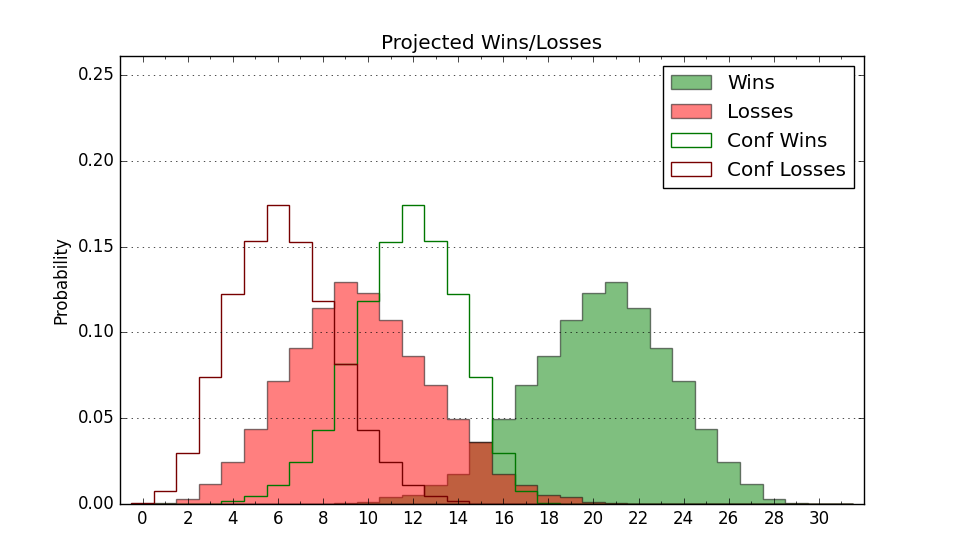 Projected Wins/Losses
Wins
Losses
Conf Wins
Conf Losses
Probability
0.25
0.20
0.15
0.10
0.05
0.00
0 2 4 6 8 10 12 14 16 18 20 22 24 26 28 30